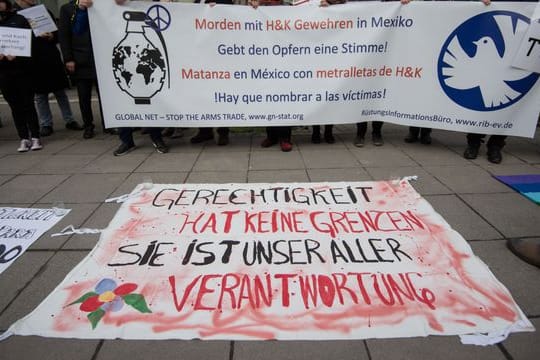 Morden mit H&K Gewehren in Mexiko
Gebt den Opfern eine Stimme!
Matanza en México con metralletas de H&K
!Hay que nombrar a las víctimas!
GLOBAL NET – STOP THE ARMS TRADE, www.gn-stat.org
RüstungsInformationsBüro, www.rib-ev.de
GERECHTIGKEIT
HAT KEINE GRENZEN
SIE IST UNSER ALLER
VERANTWORTUNG